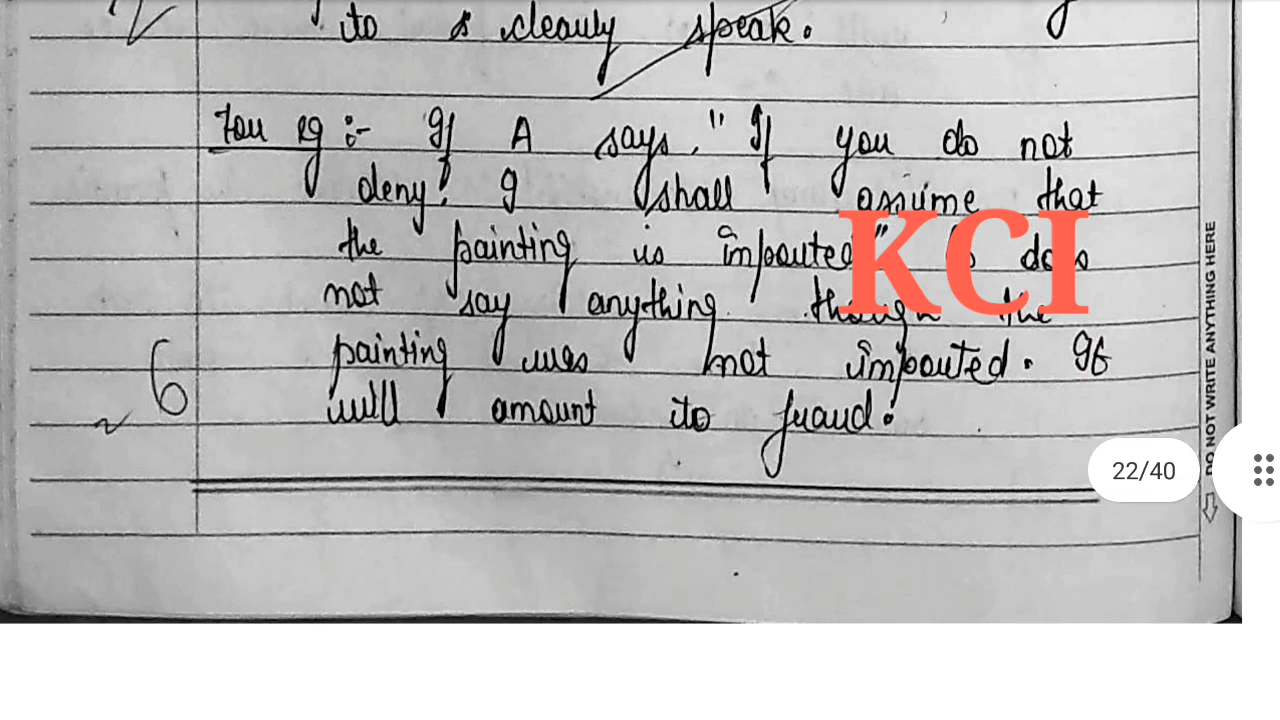 to s clearly speak.
For eg :- If A says, " If you do not
deny, I shall assume that
the painting is imported" B does
not say anything though the
painting was not imported. It
will amount to fraud.
6
KCI
22/40
DO NOT WRITE ANYTHING HERE